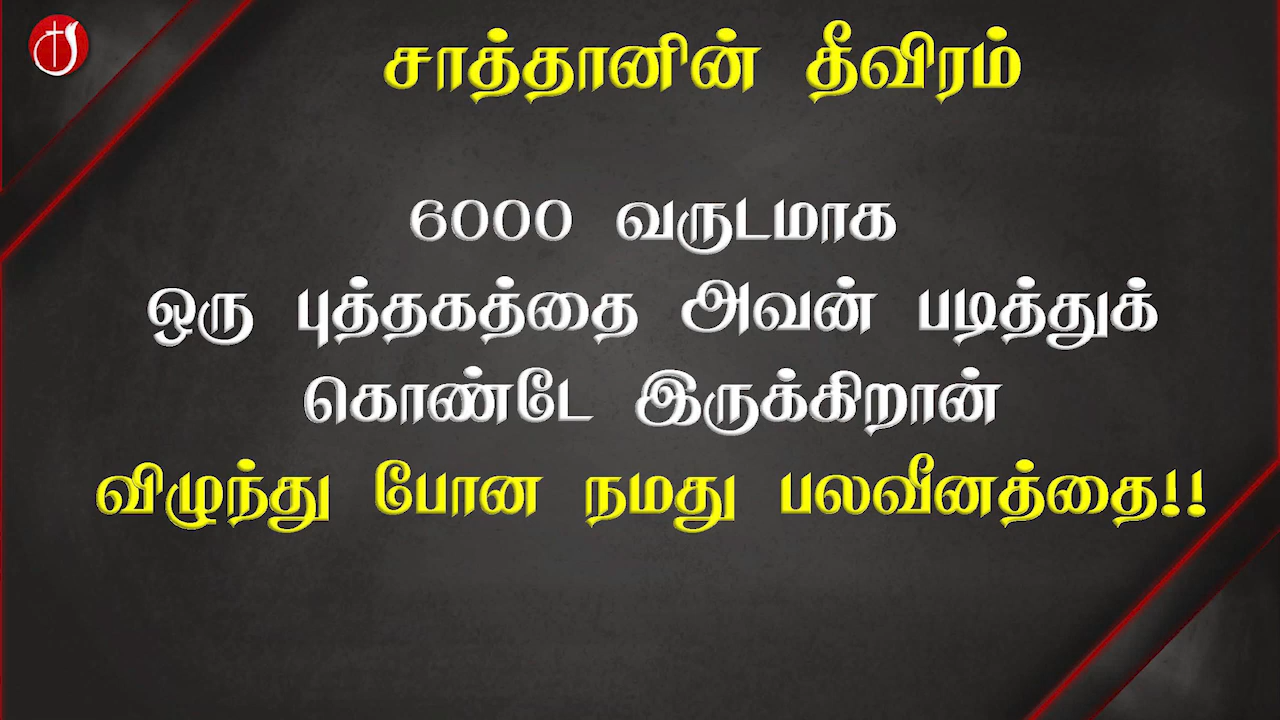 சாத்தானின் தீவிரம்
6000 வருடமாக
ஒரு புத்தகத்தை அவன் படித்துக்
கொண்டே இருக்கிறான்
விழுந்து போன நமது பலவீனத்தை!!